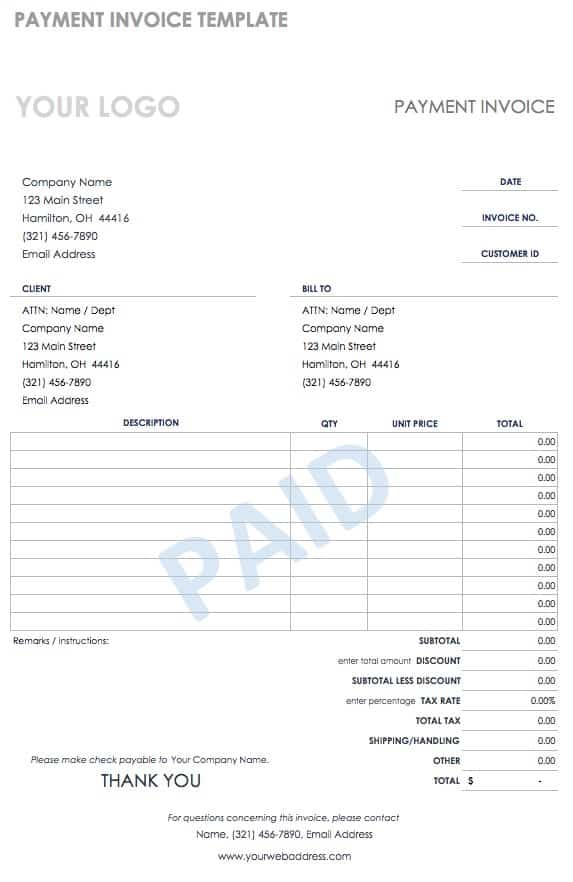 PAYMENT INVOICE TEMPLATE
YOUR LOGO
PAYMENT INVOICE
Company Name
123 Main Street
Hamilton, OH 44416
(321) 456-7890
Email Address
DATE
INVOICE NO.
CUSTOMER ID
CLIENT
ATTN: Name / Dept
Company Name
123 Main Street
Hamilton, OH 44416
(321) 456-7890
Email Address
BILL TO
ATTN: Name / Dept
Company Name
123 Main Street
Hamilton, OH 44416
(321) 456-7890
DESCRIPTION QTY UNIT PRICE TOTAL
0.00
0.00
0.00
0.00
0.00
0.00
0.00
0.00
0.00
0.00
0.00
PAID
Remarks / Instructions:
SUBTOTAL 0.00
enter total amount DISCOUNT 0.00
SUBTOTAL LESS DISCOUNT 0.00
enter percentage TAX RATE 0.00%
TOTAL TAX 0.00
SHIPPING/HANDLING 0.00
OTHER 0.00
TOTAL $ -
Please make check payable to Your Company Name.
THANK YOU
For questions concerning this invoice, please contact
Name, (321) 456-7890, Email Address
www.yourwebaddress.com